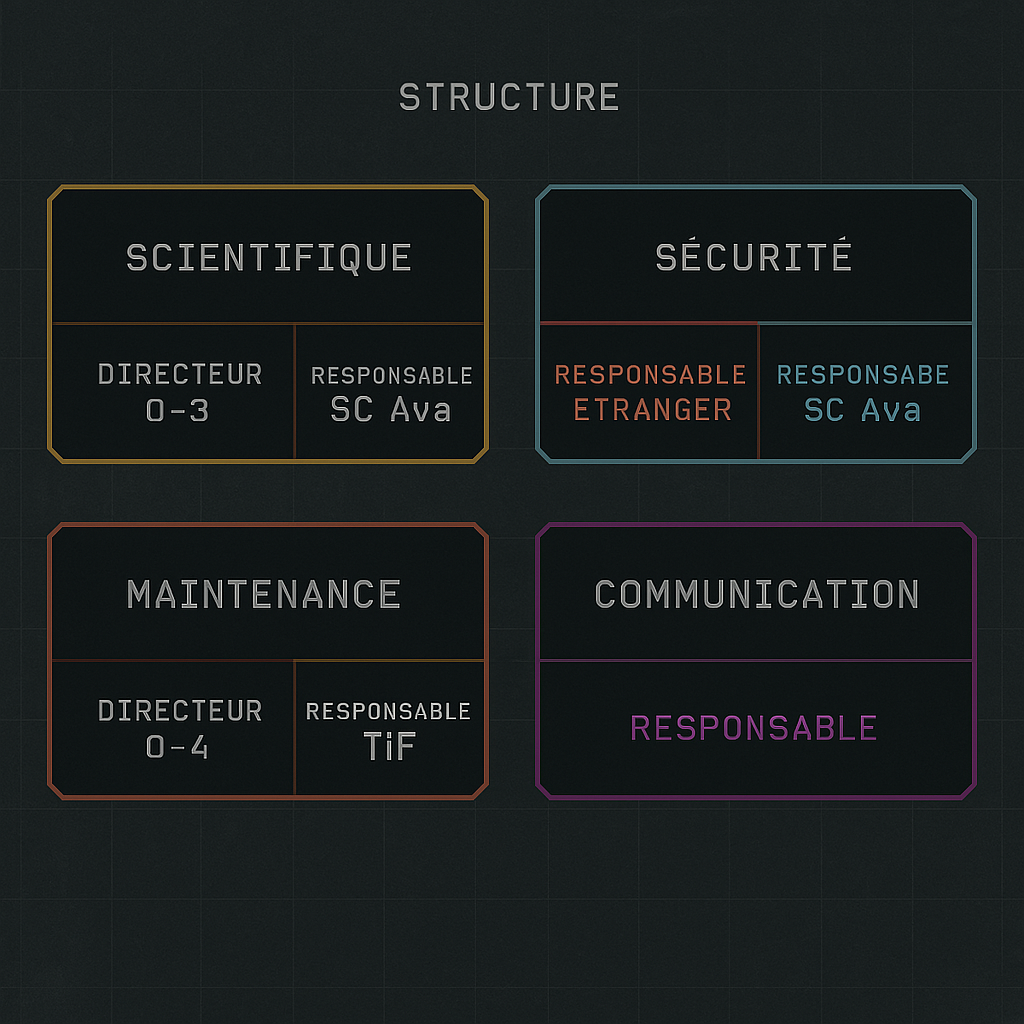 STRUCTURE
SCIENTIFIQUE
DIRECTEUR
O-3
RESPONSABLE
SC Ava
SÉCURITÉ
RESPONSABLE
ETRANGER
RESPONSABE
SC Ava
MAINTENANCE
DIRECTEUR
O-4
RESPONSABLE
TiF
COMMUNICATION
RESPONSABLE